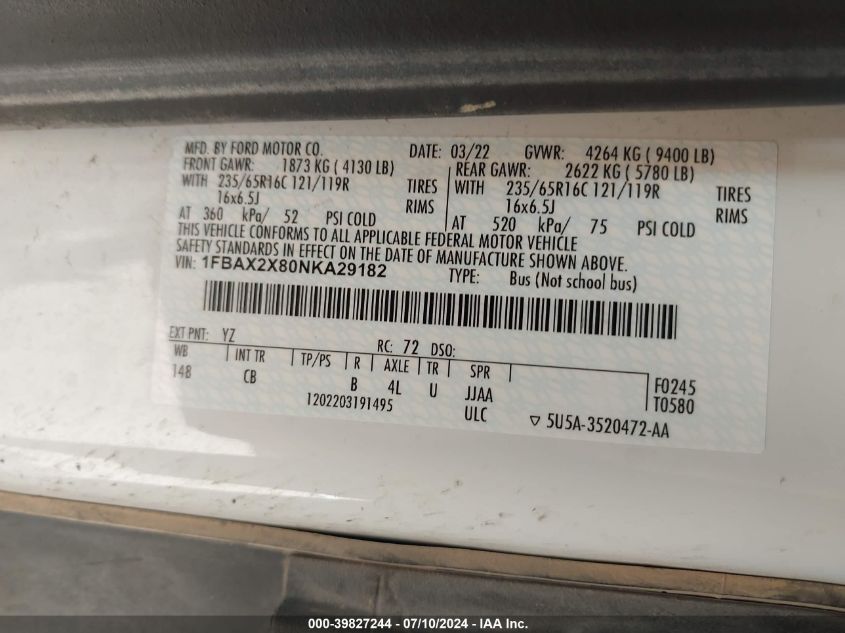 MFD. BY FORD MOTOR CO. DATE: 03/22 GVWR: 4264 KG ( 9400 LB)
FRONT GAWR: 1873 KG ( 4130 LB) REAR GAWR: 2622 KG ( 5780 LB)
WITH 235/65R16C 121/119R TIRES WITH 235/65R16C 121/119R TIRES
16x6.5J RIMS 16x6.5J RIMS
AT 360 kPa/ 52 PSI COLD AT 520 kPa/ 75 PSI COLD
THIS VEHICLE CONFORMS TO ALL APPLICABLE FEDERAL MOTOR VEHICLE
SAFETY STANDARDS IN EFFECT ON THE DATE OF MANUFACTURE SHOWN ABOVE.
VIN: 1FBAX2X80NKA29182 TYPE: Bus (Not school bus)
EXT PNT: YZ RC: 72 DSO:
WB INT TR TP/PS R AXLE TR SPR
148 CB B 4L U JJAA F0245
1202203191495 ULC T0580
▽ 5U5A-3520472-AA
000-39827244 - 07/10/2024 - IAA Inc.